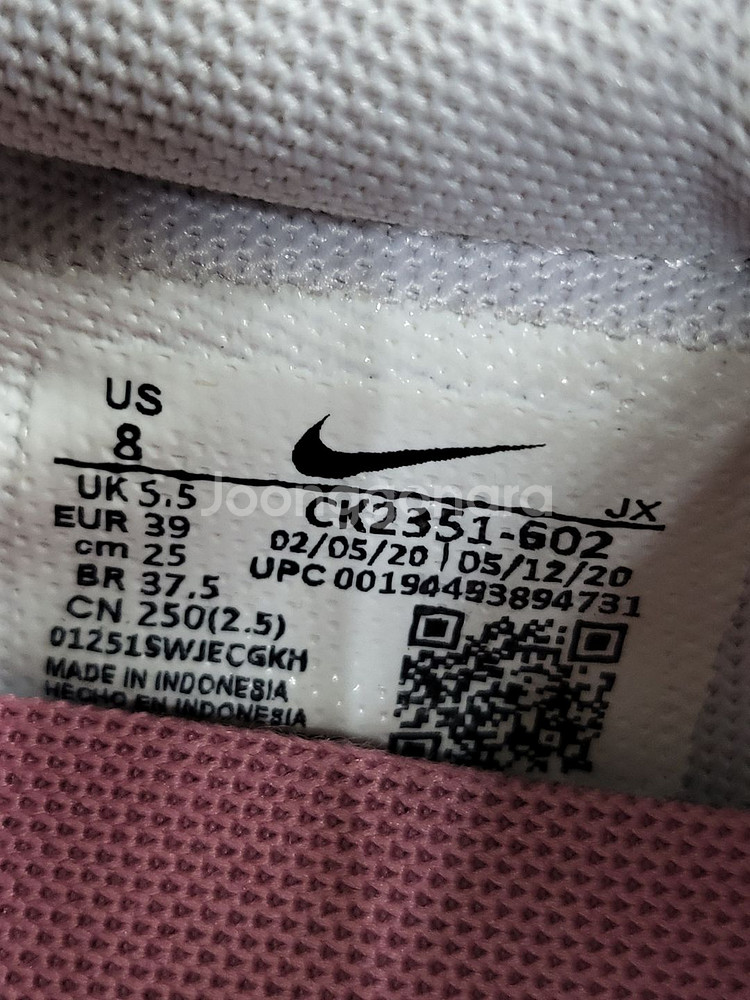 US
8
UK 5.5
EUR 39
cm 25
BR 37.5
CN 250(2.5)
01251SWJECGKH
MADE IN INDONESIA
HECHO EN INDONESIA
JX
CK2351-602
02/05/20 | 05/12/20
UPC 00194493894731
Joongonara